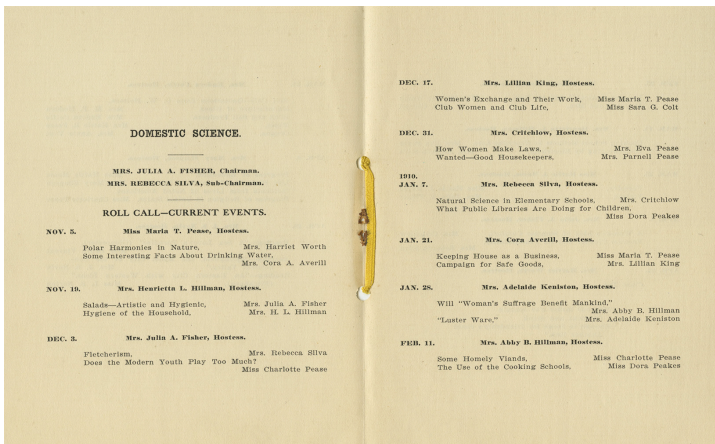 DOMESTIC SCIENCE.
MRS. JULIA A. FISHER, Chairman.
MRS. REBECCA SILVA, Sub-Chairman.
ROLL CALL—CURRENT EVENTS.
NOV. 5. Miss Maria T. Pease, Hostess.
Polar Harmonies in Nature, Mrs. Harriet Worth
Some Interesting Facts About Drinking Water,
Mrs. Cora A. Averill
NOV. 19. Mrs. Henrietta L. Hillman, Hostess.
Salads—Artistic and Hygienic, Mrs. Julia A. Fisher
Hygiene of the Household, Mrs. H. L. Hillman
DEC. 3. Mrs. Julia A. Fisher, Hostess.
Fletcherism, Mrs. Rebecca Silva
Does the Modern Youth Play Too Much?
Miss Charlotte Pease
DEC. 17. Mrs. Lillian King, Hostess.
Women's Exchange and Their Work, Miss Maria T. Pease
Club Women and Club Life, Miss Sara G. Colt
DEC. 31. Mrs. Critchlow, Hostess.
How Women Make Laws, Mrs. Eva Pease
Wanted—Good Housekeepers, Mrs. Parnell Pease
1910.
JAN. 7. Mrs. Rebecca Silva, Hostess.
Natural Science in Elementary Schools, Mrs. Critchlow
What Public Libraries Are Doing for Children,
Miss Dora Peakes
JAN. 21. Mrs. Cora Averill, Hostess.
Keeping House as a Business, Miss Maria T. Pease
Campaign for Safe Goods, Mrs. Lillian King
JAN. 28. Mrs. Adelaide Keniston, Hostess.
Will "Woman's Suffrage Benefit Mankind,"
Mrs. Abby B. Hillman
"Luster Ware," Mrs. Adelaide Keniston
FEB. 11. Mrs. Abby B. Hillman, Hostess.
Some Homely Viands, Miss Charlotte Pease
The Use of the Cooking Schools, Miss Dora Peakes